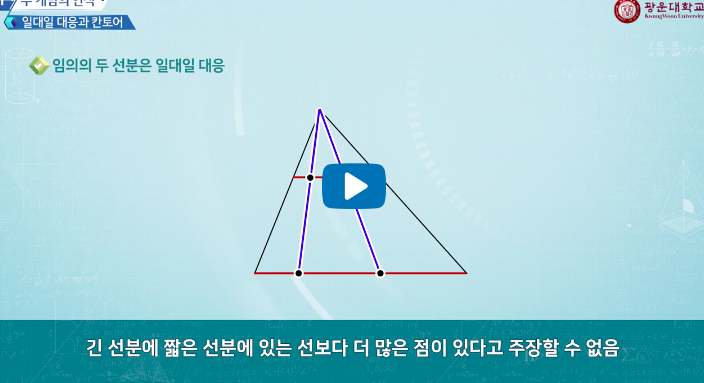 일대일 대응과 칸토어
광운대학교
KwangWoon University
임의의 두 선분은 일대일 대응
긴 선분에 짧은 선분에 있는 선보다 더 많은 점이 있다고 주장할 수 없음